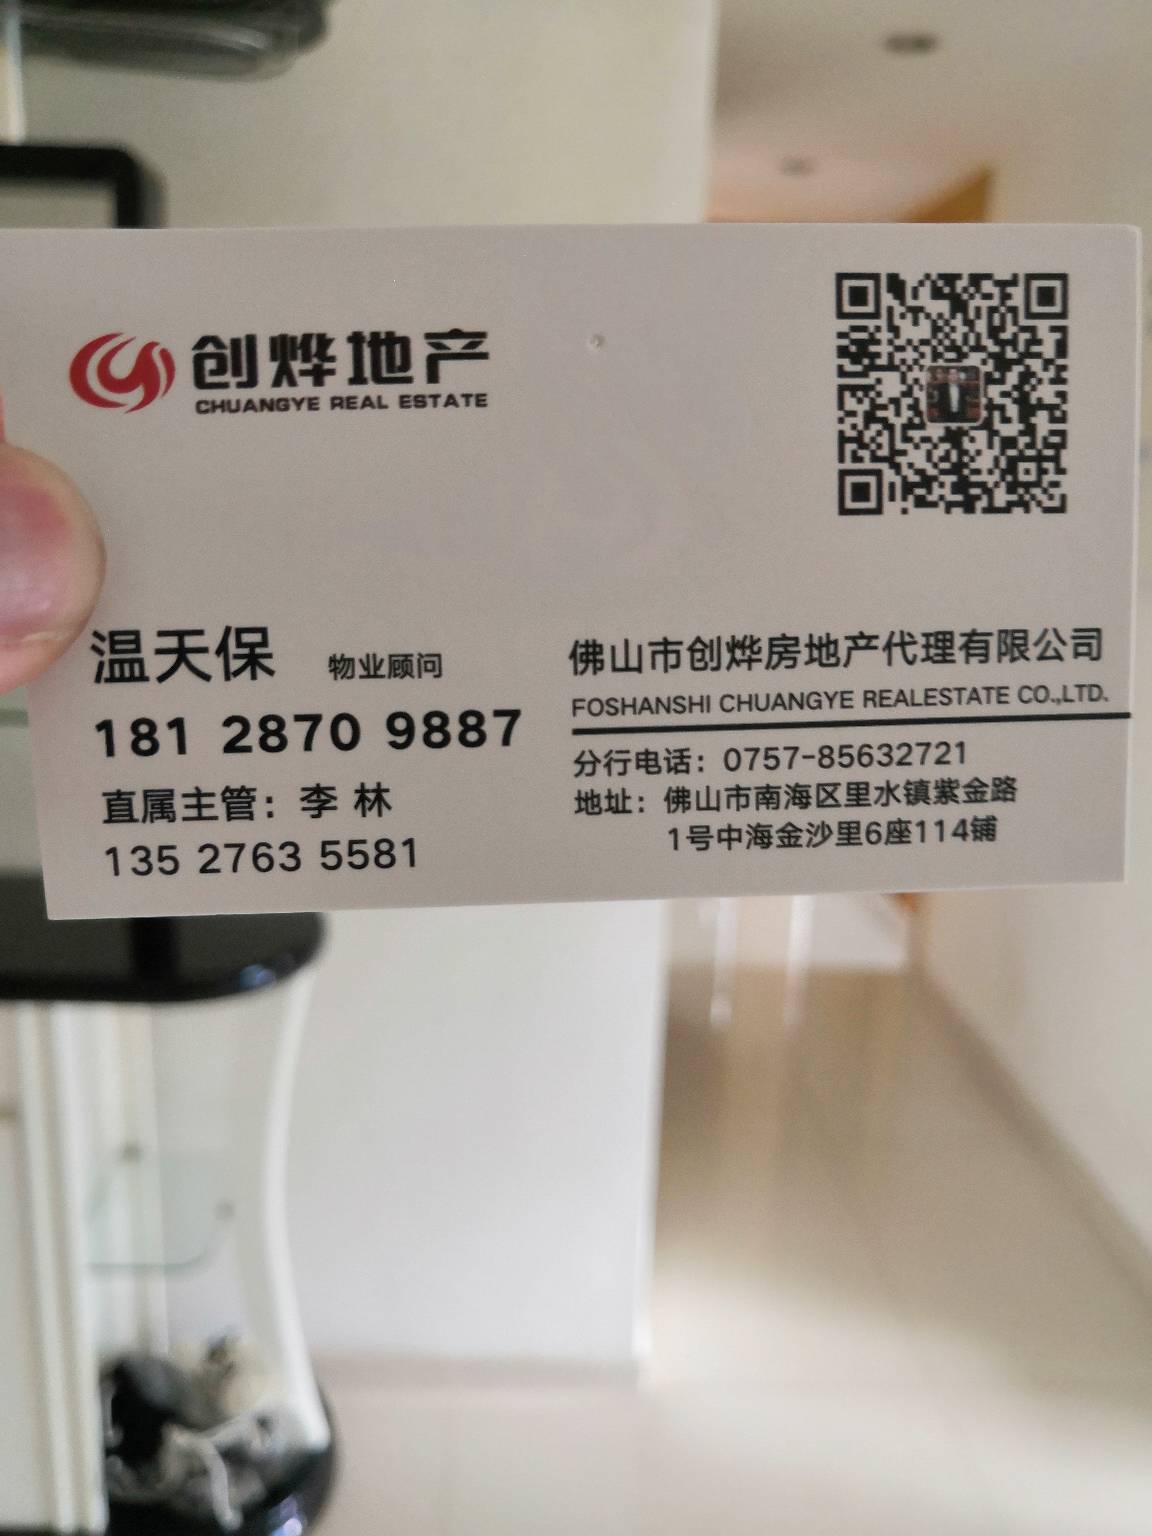 创烨地产
CHUANGYE REAL ESTATE
温天保 物业顾问
181 2870 9887
直属主管：李 林
135 2763 5581
佛山市创烨房地产代理有限公司
FOSHANSHI CHUANGYE REALESTATE CO.,LTD.
分行电话：0757-85632721
地址：佛山市南海区里水镇紫金路
1号中海金沙里6座114铺